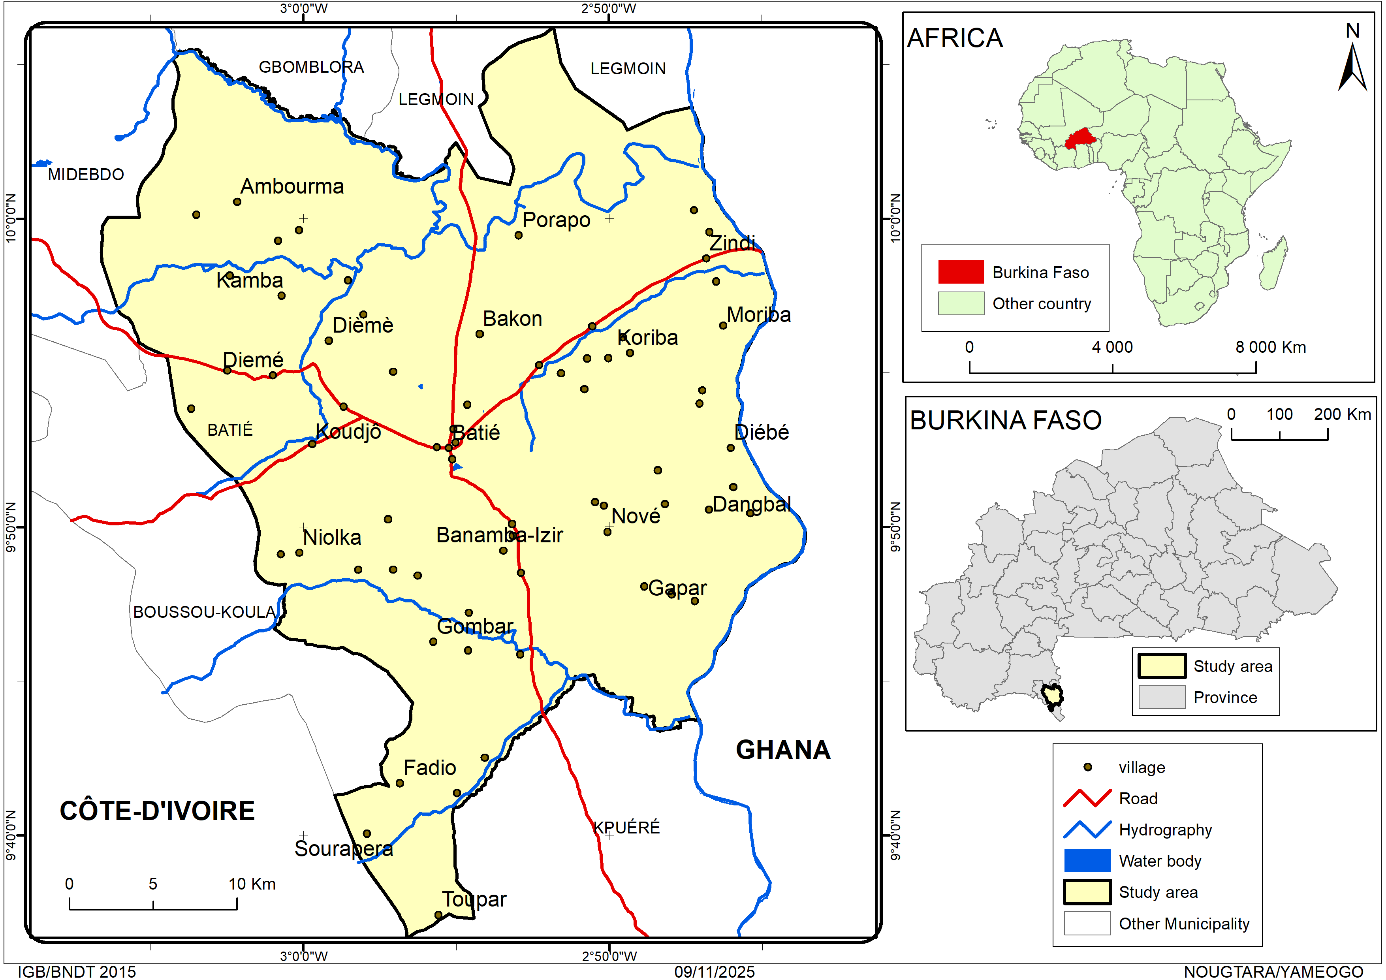 3°0'0"W
2°50'0"W
GBOMBLORA
LEGMOIN
LEGMOIN
MIDEBDO
Ambourma
10°0'0"N
10°0'0"N
Porapo
Zindi
Kamba
Dièmè
Bakon
Moriba
Koriba
Diemé
BATIÉ
Koudjô
Batié
Diébé
Nové
Dangbal
9°50'0"N
9°50'0"N
Niolka
Banamba-Izir
Gapar
BOUSSOU-KOULA
Gombar
GHANA
Fadio
CÔTE-D'IVOIRE
KPUÉRÉ
9°40'0"N
9°40'0"N
Sourapera
0 5 10 Km
Toupar
3°0'0"W
2°50'0"W
AFRICA
N
Burkina Faso
Other country
0 4 000 8 000 Km
BURKINA FASO
0 100 200 Km
Study area
Province
village
Road
Hydrography
Water body
Study area
Other Municipality
IGB/BNDT 2015
09/11/2025
NOUGTARA/YAMEOGO